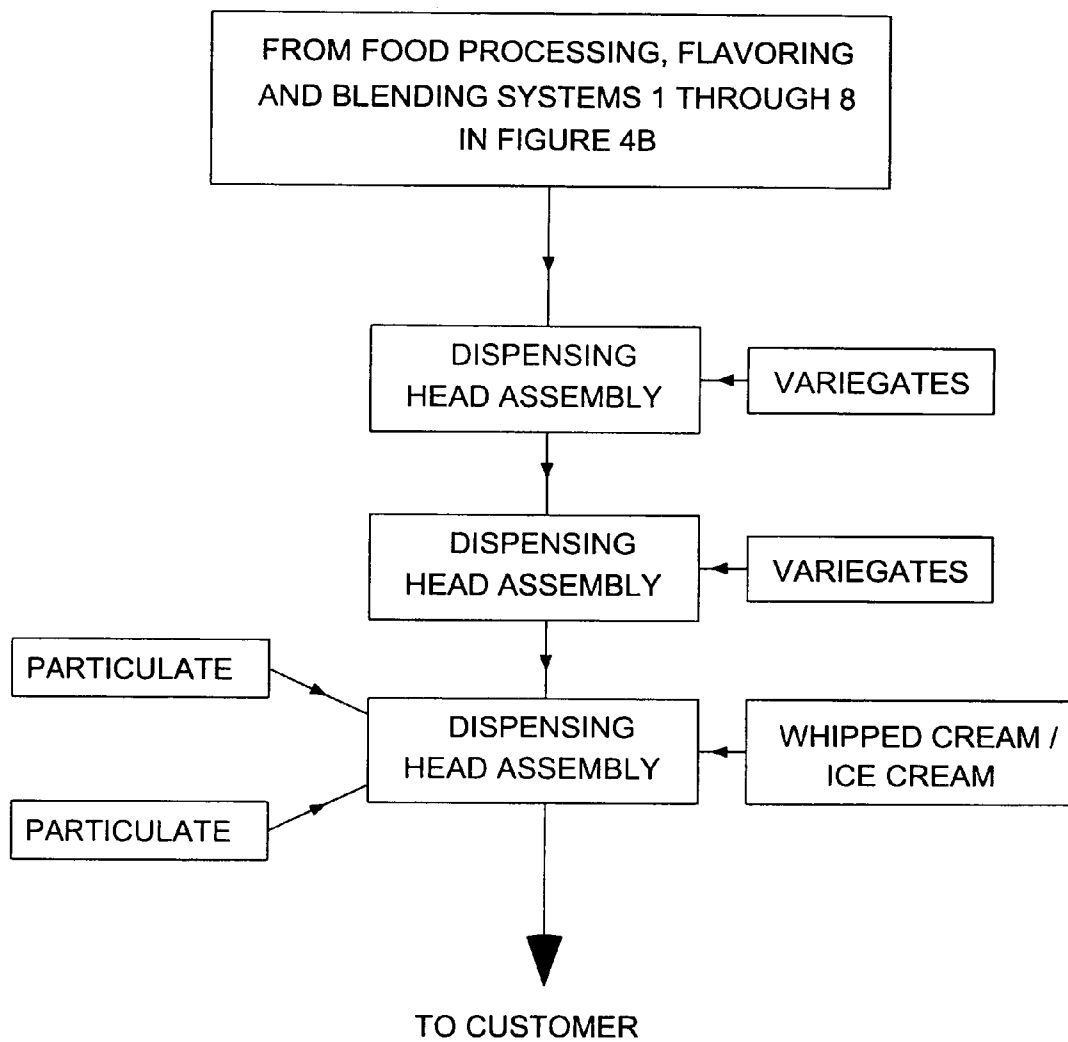 FROM FOOD PROCESSING, FLAVORING
AND BLENDING SYSTEMS 1 THROUGH 8
IN FIGURE 4B
DISPENSING
HEAD ASSEMBLY
VARIEGATES
DISPENSING
HEAD ASSEMBLY
VARIEGATES
PARTICULATE
DISPENSING
HEAD ASSEMBLY
WHIPPED CREAM /
ICE CREAM
PARTICULATE
TO CUSTOMER